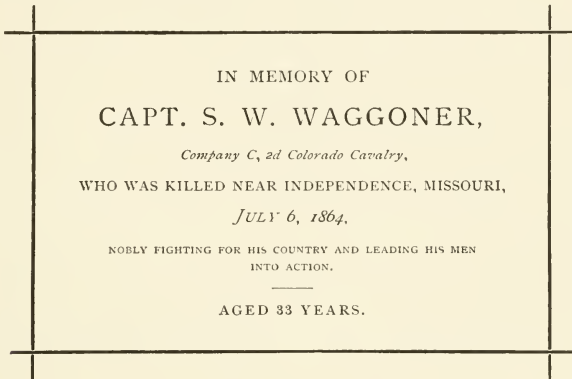 IN MEMORY OF
CAPT. S. W. WAGGONER,
Company C, 2d Colorado Cavalry,
WHO WAS KILLED NEAR INDEPENDENCE, MISSOURI,
JULY 6, 1864,
NOBLY FIGHTING FOR HIS COUNTRY AND LEADING HIS MEN
INTO ACTION.
AGED 33 YEARS.